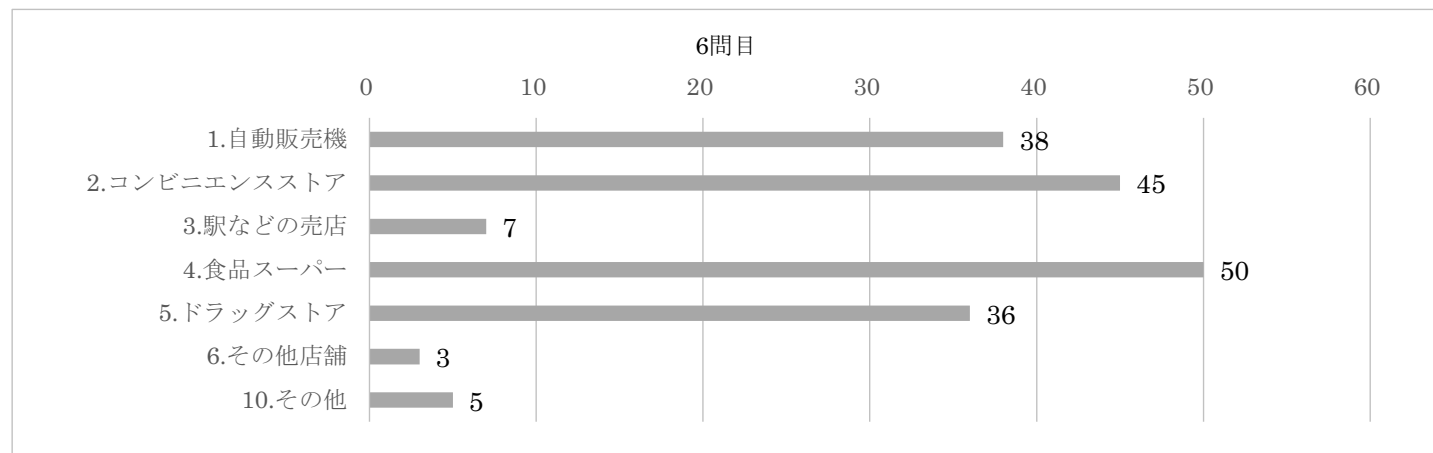 6問目
0 10 20 30 40 50 60
1.自動販売機 38
2.コンビニエンスストア 45
3.駅などの売店 7
4.食品スーパー 50
5.ドラッグストア 36
6.その他店舗 3
10.その他 5